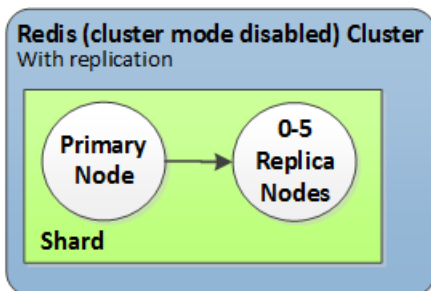 Redis (cluster mode disabled) Cluster
With replication
Primary
Node
0-5
Replica
Nodes
Shard